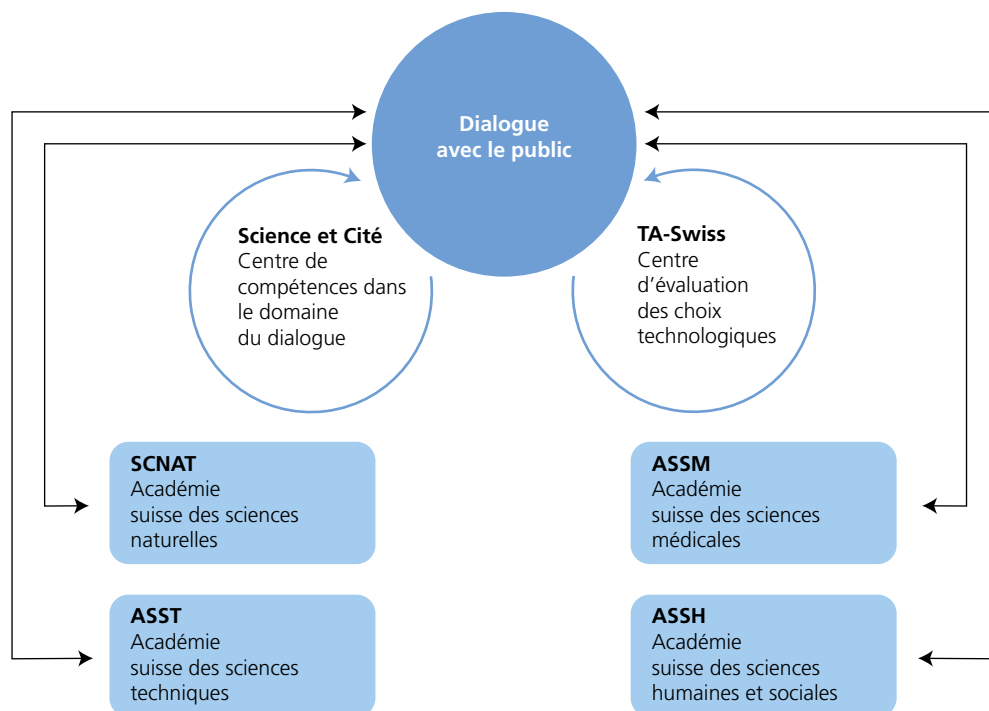 Dialogue
avec le public
Science et Cité
Centre de
compétences dans
le domaine
du dialogue
TA-Swiss
Centre
d’évaluation
des choix
technologiques
SCNAT
Académie
suisse des sciences
naturelles
ASSM
Académie
suisse des sciences
médicales
ASST
Académie
suisse des sciences
techniques
ASSH
Académie
suisse des sciences
humaines et sociales